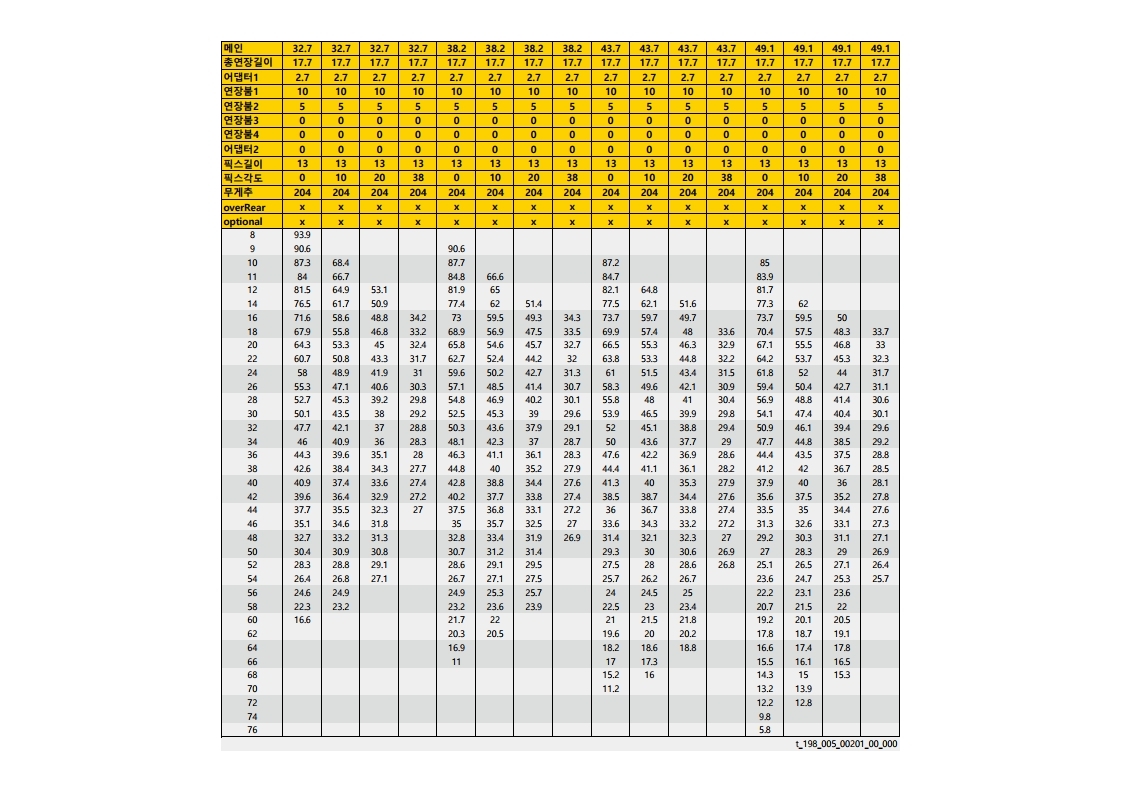 메인 32.7 32.7 32.7 32.7 38.2 38.2 38.2 38.2 43.7 43.7 43.7 43.7 49.1 49.1 49.1 49.1
총연장길이 17.7 17.7 17.7 17.7 17.7 17.7 17.7 17.7 17.7 17.7 17.7 17.7 17.7 17.7 17.7 17.7
어댑터1 2.7 2.7 2.7 2.7 2.7 2.7 2.7 2.7 2.7 2.7 2.7 2.7 2.7 2.7 2.7 2.7
연장붐1 10 10 10 10 10 10 10 10 10 10 10 10 10 10 10 10
연장붐2 5 5 5 5 5 5 5 5 5 5 5 5 5 5 5 5
연장붐3 0 0 0 0 0 0 0 0 0 0 0 0 0 0 0 0
연장붐4 0 0 0 0 0 0 0 0 0 0 0 0 0 0 0 0
어댑터2 0 0 0 0 0 0 0 0 0 0 0 0 0 0 0 0
픽스길이 13 13 13 13 13 13 13 13 13 13 13 13 13 13 13 13
픽스각도 0 10 20 38 0 10 20 38 0 10 20 38 0 10 20 38
무게추 204 204 204 204 204 204 204 204 204 204 204 204 204 204 204 204
overRear x x x x x x x x x x x x x x x x
optional x x x x x x x x x x x x x x x x
8 93.9
9 90.6 90.6
10 87.3 68.4 87.7 87.2 85
11 84 66.7 84.8 66.6 84.7 83.9
12 81.5 64.9 53.1 81.9 65 82.1 64.8 81.7
14 76.5 61.7 50.9 77.4 62 51.4 77.5 62.1 51.6 77.3 62
16 71.6 58.6 48.8 34.2 73 59.5 49.3 34.3 73.7 59.7 49.7 73.7 59.5 50
18 67.9 55.8 46.8 33.2 68.9 56.9 47.5 33.5 69.9 57.4 48 33.6 70.4 57.5 48.3 33.7
20 64.3 53.3 45 32.4 65.8 54.6 45.7 32.7 66.5 55.3 46.3 32.9 67.1 55.5 46.8 33
22 60.7 50.8 43.3 31.7 62.7 52.4 44.2 32 63.8 53.3 44.8 32.2 64.2 53.7 45.3 32.3
24 58 48.9 41.9 31 59.6 50.2 42.7 31.3 61 51.5 43.4 31.5 61.8 52 44 31.7
26 55.3 47.1 40.6 30.3 57.1 48.5 41.4 30.7 58.3 49.6 42.1 30.9 59.4 50.4 42.7 31.1
28 52.7 45.3 39.2 29.8 54.8 46.9 40.2 30.1 55.8 48 41 30.4 56.9 48.8 41.4 30.6
30 50.1 43.5 38 29.2 52.5 45.3 39 29.6 53.9 46.5 39.9 29.8 54.1 47.4 40.4 30.1
32 47.7 42.1 37 28.8 50.3 43.6 37.9 29.1 52 45.1 38.8 29.4 50.9 46.1 39.4 29.6
34 46 40.9 36 28.3 48.1 42.3 37 28.7 50 43.6 37.7 29 47.7 44.8 38.5 29.2
36 44.3 39.6 35.1 28 46.3 41.1 36.1 28.3 47.6 42.2 36.9 28.6 44.4 43.5 37.5 28.8
38 42.6 38.4 34.3 27.7 44.8 40 35.2 27.9 44.4 41.1 36.1 28.2 41.2 42 36.7 28.5
40 40.9 37.4 33.6 27.4 42.8 38.8 34.4 27.6 41.3 40 35.3 27.9 37.9 40 36 28.1
42 39.6 36.4 32.9 27.2 40.2 37.7 33.8 27.4 38.5 38.7 34.4 27.6 35.6 37.5 35.2 27.8
44 37.7 35.5 32.3 27 37.5 36.8 33.1 27.2 36 36.7 33.8 27.4 33.5 35 34.4 27.6
46 35.1 34.6 31.8 35 35.7 32.5 27 33.6 34.3 33.2 27.2 31.3 32.6 33.1 27.3
48 32.7 33.2 31.3 32.8 33.4 31.9 26.9 31.4 32.1 32.3 27 29.2 30.3 31.1 27.1
50 30.4 30.9 30.8 30.7 31.2 31.4 29.3 30 30.6 26.9 27 28.3 29 26.9
52 28.3 28.8 29.1 28.6 29.1 29.5 27.5 28 28.6 26.8 25.1 26.5 27.1 26.4
54 26.4 26.8 27.1 26.7 27.1 27.5 25.7 26.2 26.7 23.6 24.7 25.3 25.7
56 24.6 24.9 24.9 25.3 25.7 24 24.5 25 22.2 23.1 23.6
58 22.3 23.2 23.2 23.6 23.9 22.5 23 23.4 20.7 21.5 22
60 16.6 21.7 22 21 21.5 21.8 19.2 20.1 20.5
62 20.3 20.5 19.6 20 20.2 17.8 18.7 19.1
64 16.9 18.2 18.6 18.8 16.6 17.4 17.8
66 11 17 17.3 15.5 16.1 16.5
68 15.2 16 14.3 15 15.3
70 11.2 13.2 13.9
72 12.2 12.8
74 9.8
76 5.8
t_198_005_00201_00_000